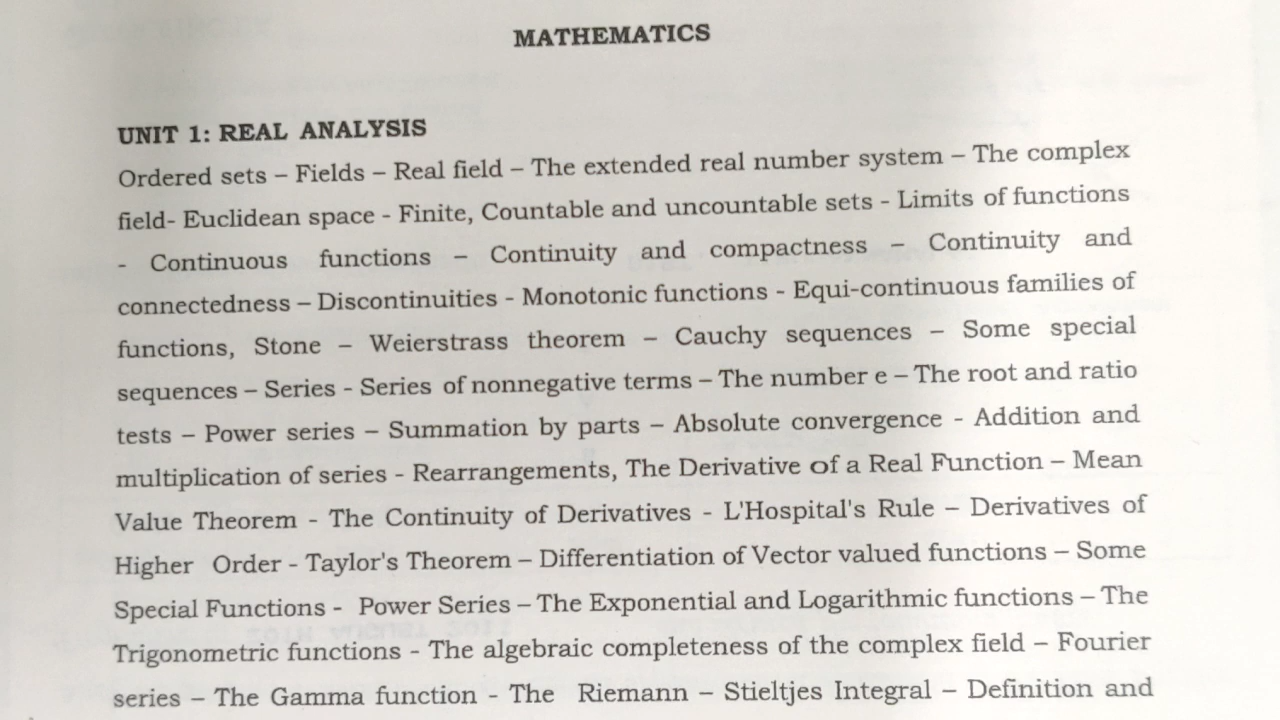 MATHEMATICS
UNIT 1: REAL ANALYSIS
Ordered sets – Fields – Real field – The extended real number system – The complex
field- Euclidean space - Finite, Countable and uncountable sets - Limits of functions
- Continuous functions – Continuity and compactness – Continuity and
connectedness – Discontinuities - Monotonic functions - Equi-continuous families of
functions, Stone – Weierstrass theorem – Cauchy sequences – Some special
sequences – Series - Series of nonnegative terms – The number e – The root and ratio
tests – Power series – Summation by parts – Absolute convergence - Addition and
multiplication of series - Rearrangements, The Derivative of a Real Function – Mean
Value Theorem - The Continuity of Derivatives - L'Hospital's Rule – Derivatives of
Higher Order - Taylor's Theorem – Differentiation of Vector valued functions – Some
Special Functions - Power Series – The Exponential and Logarithmic functions – The
Trigonometric functions - The algebraic completeness of the complex field – Fourier
series – The Gamma function - The Riemann – Stieltjes Integral – Definition and